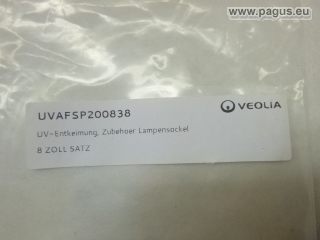 www.pagus.eu
UVAFSP200838
VEOLIA
UV-Entkeimung, Zubehoer Lampensockel
8 ZOLL SATZ